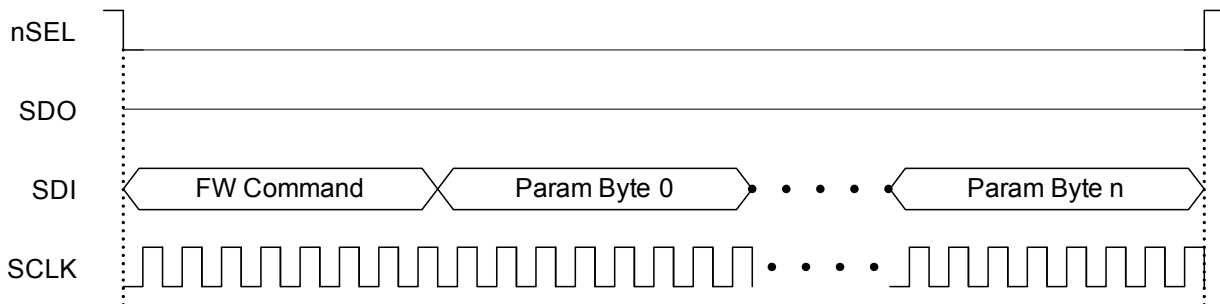 nSEL
SDO
SDI FW Command Param Byte 0 Param Byte n
SCLK